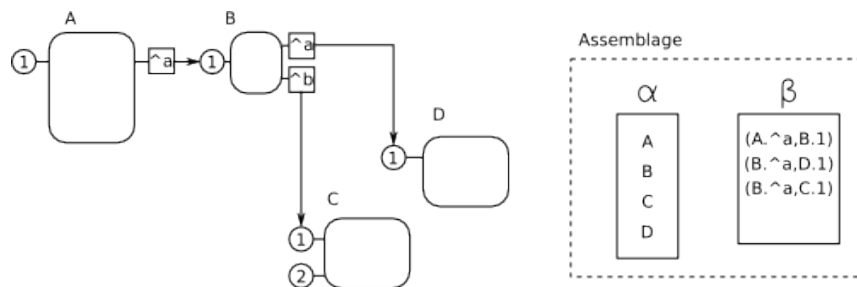 A
B
1
^a
1
^a
^b
D
1
C
1
2
Assemblage
α
β
A
B
C
D
(A.^a,B.1)
(B.^a,D.1)
(B.^a,C.1)